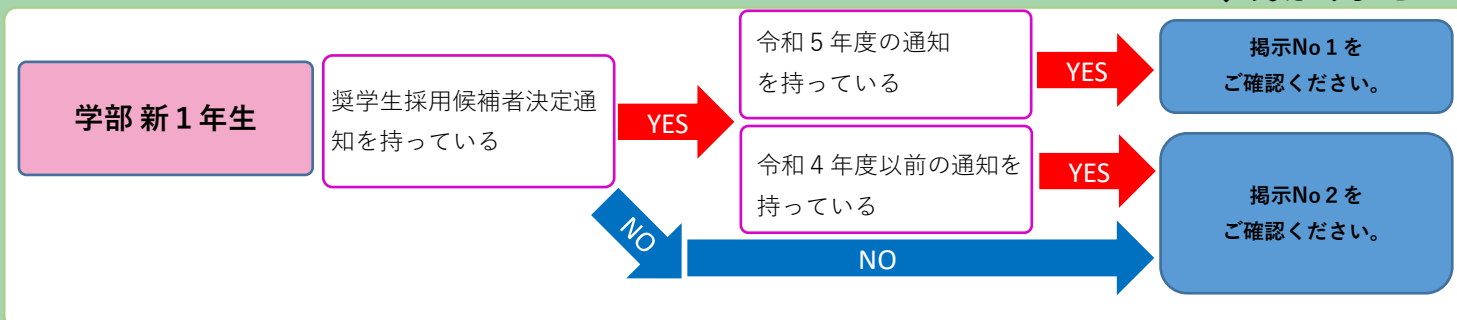 学部 新１年生
奨学生採用候補者決定通
知を持っている
YES
令和５年度の通知
を持っている
YES
掲示No１を
ご確認ください。
令和４年度以前の通知を
持っている
YES
掲示No２を
ご確認ください。
NO
NO